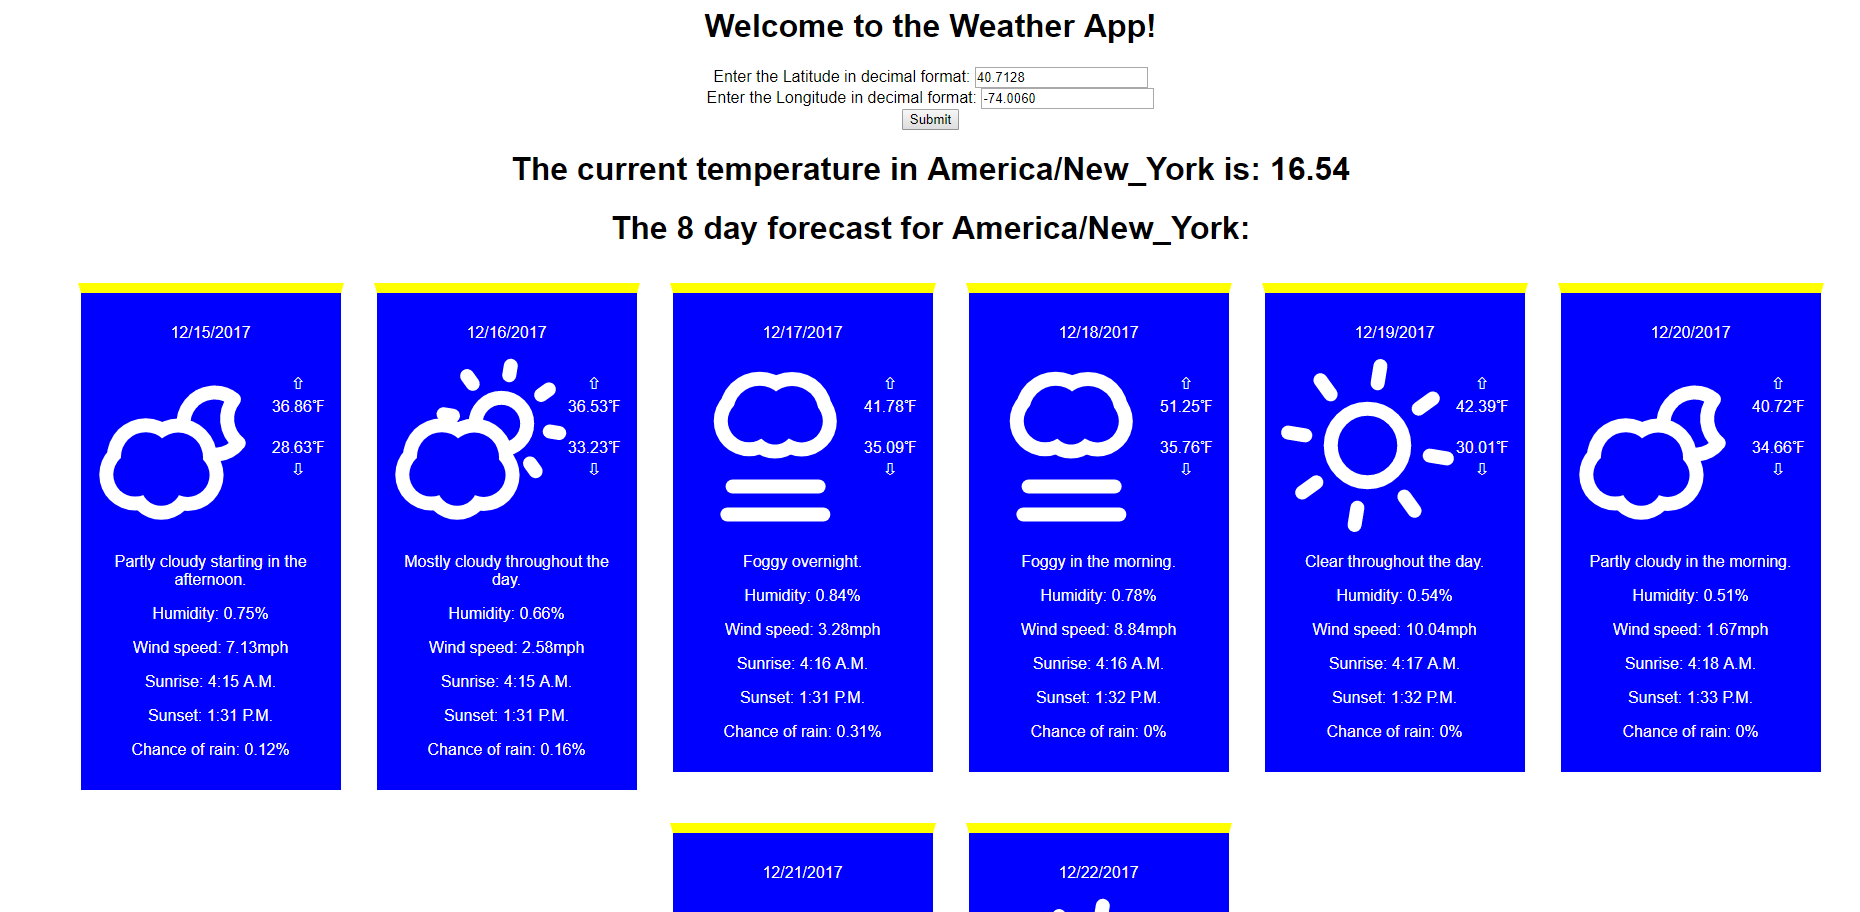 Welcome to the Weather App!
Enter the Latitude in decimal format: 40.7128
Enter the Longitude in decimal format: -74.0060
Submit
The current temperature in America/New_York is: 16.54
The 8 day forecast for America/New_York:
12/15/2017
⇧
36.86°F
28.63°F
⇩
Partly cloudy starting in the
afternoon.
Humidity: 0.75%
Wind speed: 7.13mph
Sunrise: 4:15 A.M.
Sunset: 1:31 P.M.
Chance of rain: 0.12%
12/16/2017
⇧
36.53°F
33.23°F
⇩
Mostly cloudy throughout the
day.
Humidity: 0.66%
Wind speed: 2.58mph
Sunrise: 4:15 A.M.
Sunset: 1:31 P.M.
Chance of rain: 0.16%
12/17/2017
⇧
41.78°F
35.09°F
⇩
Foggy overnight.
Humidity: 0.84%
Wind speed: 3.28mph
Sunrise: 4:16 A.M.
Sunset: 1:31 P.M.
Chance of rain: 0.31%
12/18/2017
⇧
51.25°F
35.76°F
⇩
Foggy in the morning.
Humidity: 0.78%
Wind speed: 8.84mph
Sunrise: 4:16 A.M.
Sunset: 1:32 P.M.
Chance of rain: 0%
12/19/2017
⇧
42.39°F
30.01°F
⇩
Clear throughout the day.
Humidity: 0.54%
Wind speed: 10.04mph
Sunrise: 4:17 A.M.
Sunset: 1:32 P.M.
Chance of rain: 0%
12/20/2017
⇧
40.72°F
34.66°F
⇩
Partly cloudy in the morning.
Humidity: 0.51%
Wind speed: 1.67mph
Sunrise: 4:18 A.M.
Sunset: 1:33 P.M.
Chance of rain: 0%
12/21/2017
12/22/2017